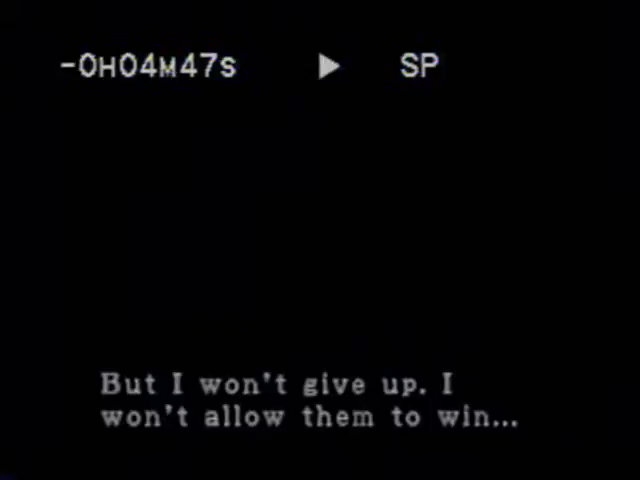 -0H04M47S ▶ SP
But I won't give up. I
won't allow them to win...